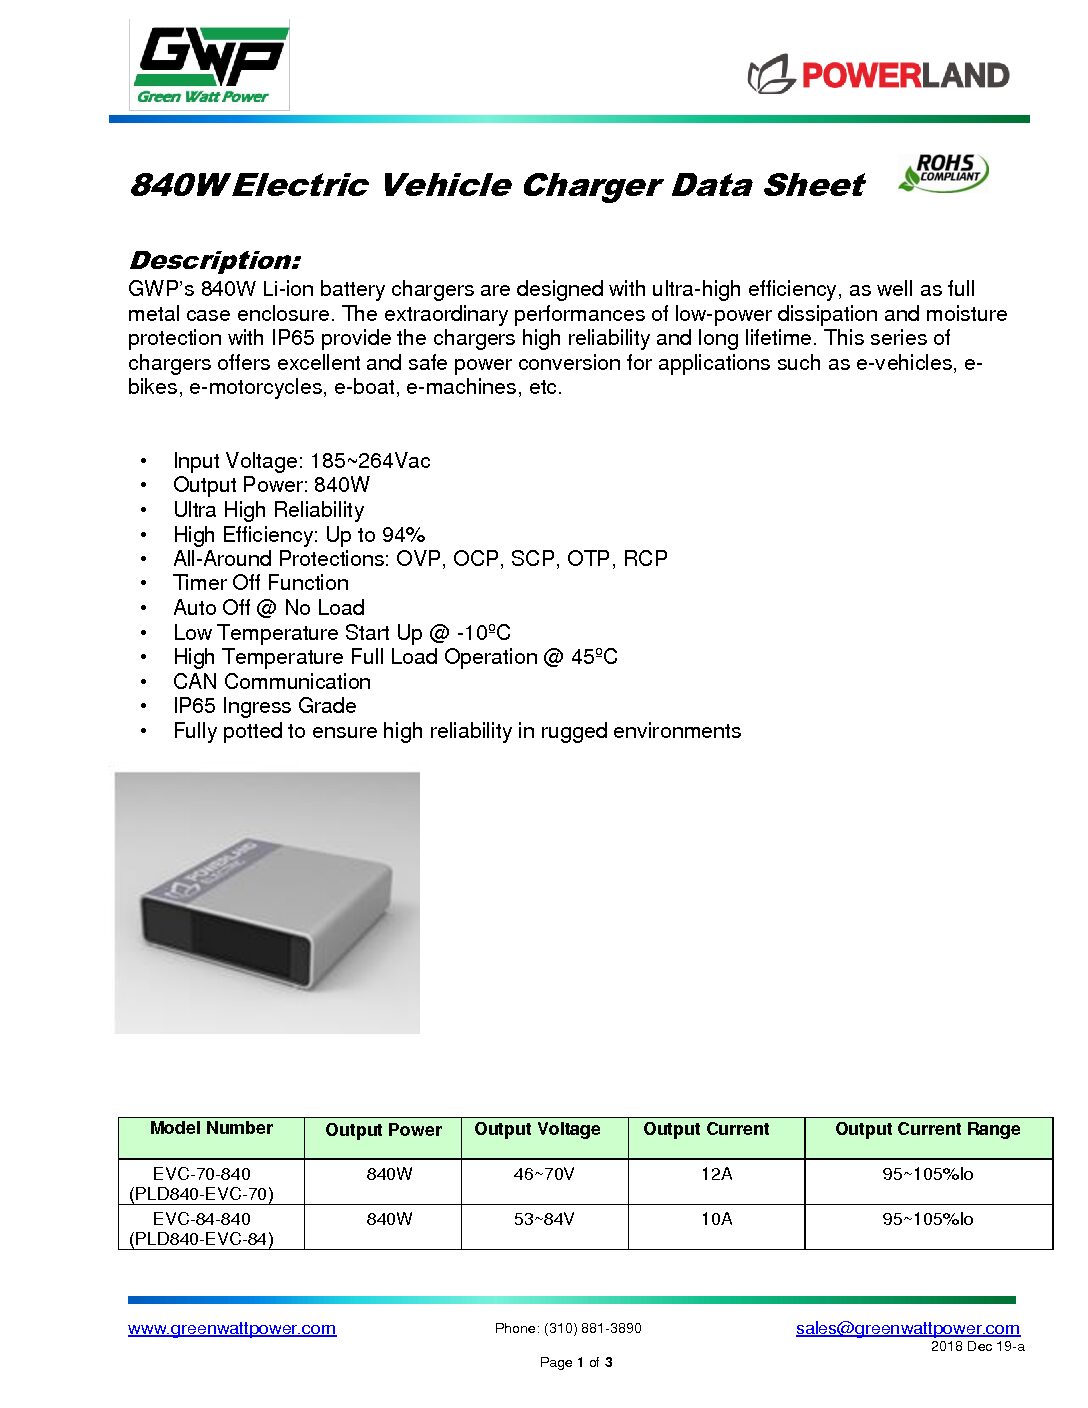 GWP
Green Watt Power
POWERLAND
840W Electric Vehicle Charger Data Sheet
ROHS
COMPLIANT
Description:
GWP’s 840W Li-ion battery chargers are designed with ultra-high efficiency, as well as full
metal case enclosure. The extraordinary performances of low-power dissipation and moisture
protection with IP65 provide the chargers high reliability and long lifetime. This series of
chargers offers excellent and safe power conversion for applications such as e-vehicles, e-
bikes, e-motorcycles, e-boat, e-machines, etc.
• Input Voltage: 185~264Vac
• Output Power: 840W
• Ultra High Reliability
• High Efficiency: Up to 94%
• All-Around Protections: OVP, OCP, SCP, OTP, RCP
• Timer Off Function
• Auto Off @ No Load
• Low Temperature Start Up @ -10ºC
• High Temperature Full Load Operation @ 45ºC
• CAN Communication
• IP65 Ingress Grade
• Fully potted to ensure high reliability in rugged environments
POWERLAND
ELECTRIC
Model Number Output Power Output Voltage Output Current Output Current Range
EVC-70-840 840W 46~70V 12A 95~105%Io
(PLD840-EVC-70)
EVC-84-840 840W 53~84V 10A 95~105%Io
(PLD840-EVC-84)
www.greenwattpower.com Phone: (310) 881-3890 sales@greenwattpower.com
2018 Dec 19-a
Page 1 of 3